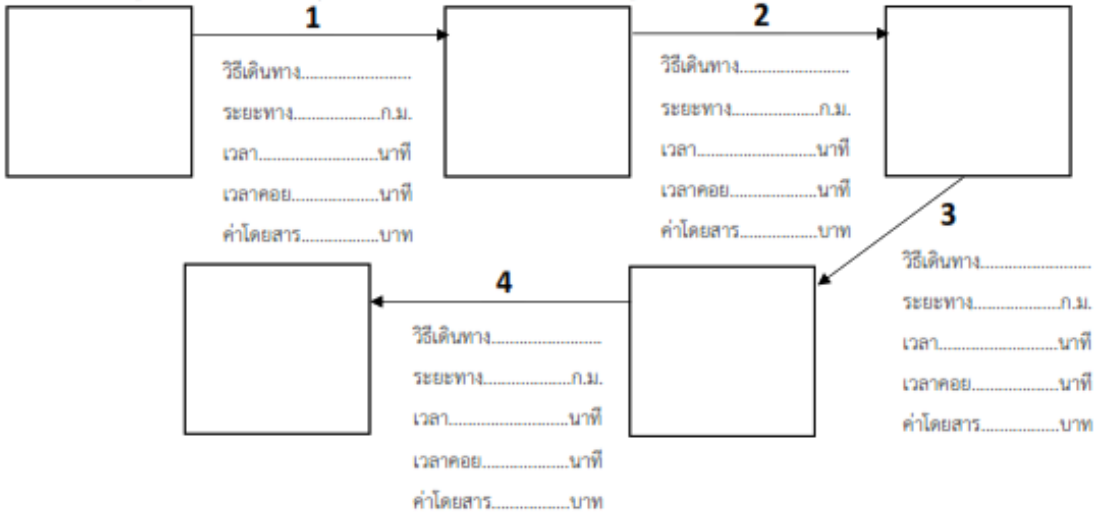 1
วิธีเดินทาง............................
ระยะทาง......................ก.ม.
เวลา..............................นาที
เวลาคอย......................นาที
ค่าโดยสาร...................บาท
2
วิธีเดินทาง............................
ระยะทาง......................ก.ม.
เวลา..............................นาที
เวลาคอย......................นาที
ค่าโดยสาร...................บาท
3
วิธีเดินทาง............................
ระยะทาง......................ก.ม.
เวลา..............................นาที
เวลาคอย......................นาที
ค่าโดยสาร...................บาท
4
วิธีเดินทาง............................
ระยะทาง......................ก.ม.
เวลา..............................นาที
เวลาคอย......................นาที
ค่าโดยสาร...................บาท